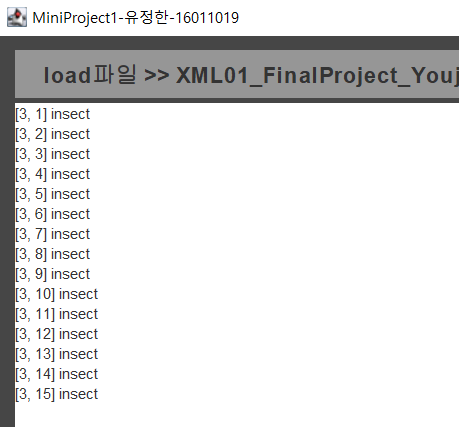 MiniProject1-유정한-16011019
load파일 >> XML01_FinalProject_Youj
[3, 1] insect
[3, 2] insect
[3, 3] insect
[3, 4] insect
[3, 5] insect
[3, 6] insect
[3, 7] insect
[3, 8] insect
[3, 9] insect
[3, 10] insect
[3, 11] insect
[3, 12] insect
[3, 13] insect
[3, 14] insect
[3, 15] insect